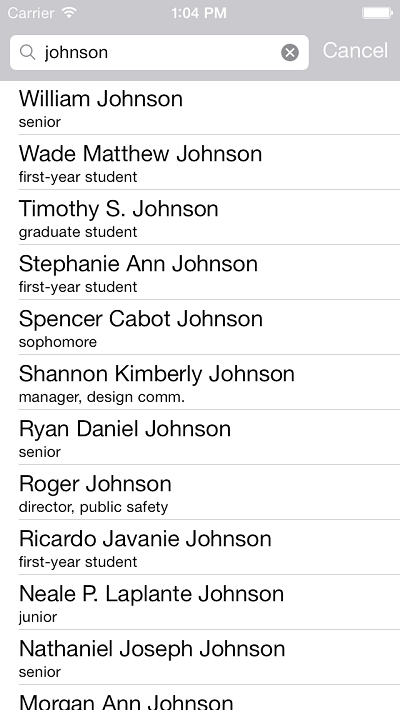 Carrier 1:04 PM
johnson Cancel
William Johnson
senior
Wade Matthew Johnson
first-year student
Timothy S. Johnson
graduate student
Stephanie Ann Johnson
first-year student
Spencer Cabot Johnson
sophomore
Shannon Kimberly Johnson
manager, design comm.
Ryan Daniel Johnson
senior
Roger Johnson
director, public safety
Ricardo Javanie Johnson
first-year student
Neale P. Laplante Johnson
junior
Nathaniel Joseph Johnson
senior
Morgan Ann Johnson